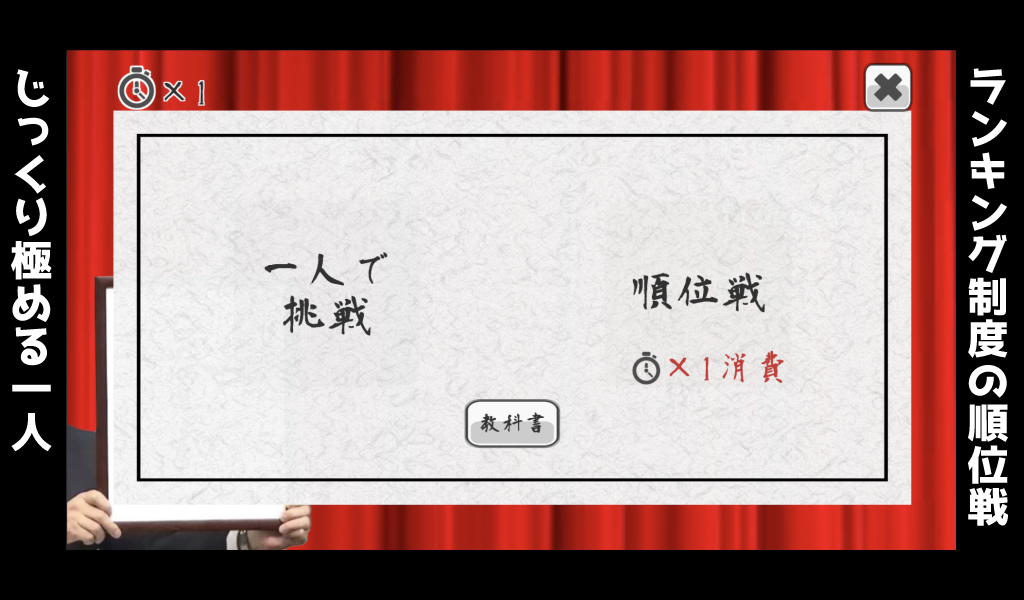 じっくり極める一人
ランキング制度の順位戦
× 1
一人で
挑戦
順位戦
×1消費
教科書